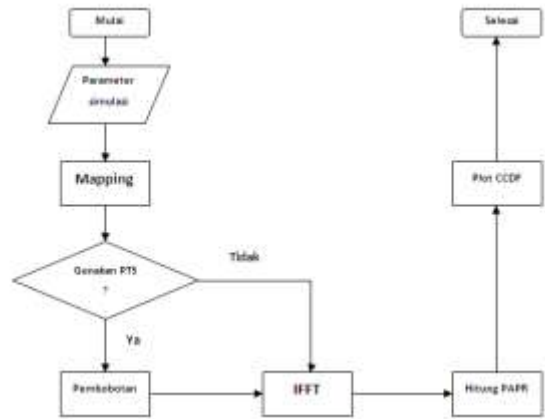 Mulai
Parameter
simulasi
Mapping
Gunakan PTS
?
Tidak
Ya
Pembobotan
IFFT
Hitung PAPR
Plot CCDF
Selesai